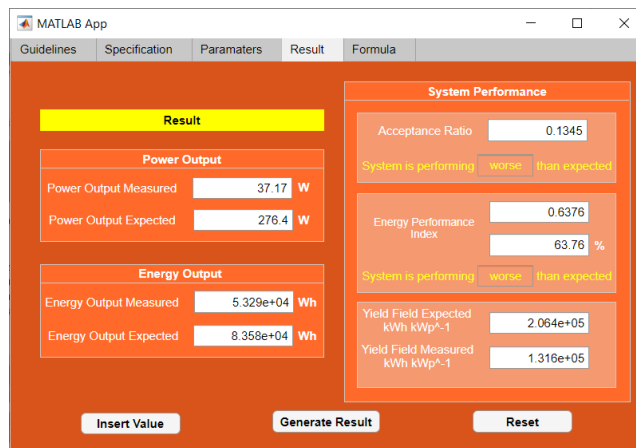 MATLAB App
Guidelines Specification Paramaters Result Formula
Result
Power Output
Power Output Measured 37.17 W
Power Output Expected 276.4 W
Energy Output
Energy Output Measured 5.329e+04 Wh
Energy Output Expected 8.358e+04 Wh
System Performance
Acceptance Ratio 0.1345
System is performing worse than expected
Energy Performance
Index
0.6376
63.76 %
System is performing worse than expected
Yield Field Expected
kWh kWp^-1
2.064e+05
Yield Field Measured
kWh kWp^-1
1.316e+05
Insert Value Generate Result Reset